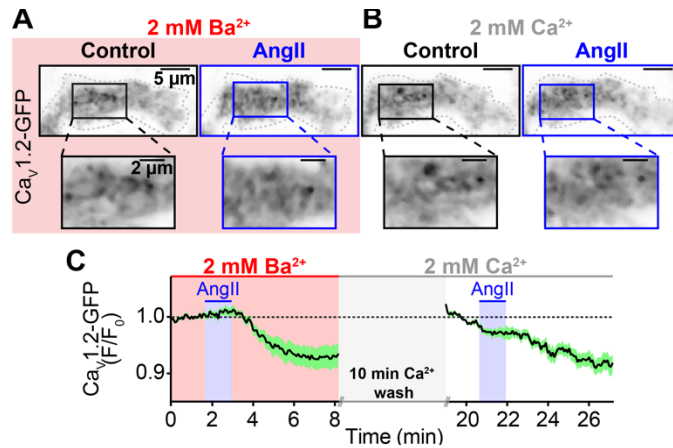 A
2 mM Ba²⁺
Control
AngII
5 µm
Caᵥ1.2-GFP
2 µm
B
2 mM Ca²⁺
Control
AngII
C
2 mM Ba²⁺
2 mM Ca²⁺
AngII
AngII
Caᵥ1.2-GFP
(F/F₀)
1.0
0.9
10 min Ca²⁺
wash
0 2 4 6 8 20 22 24 26
Time (min)